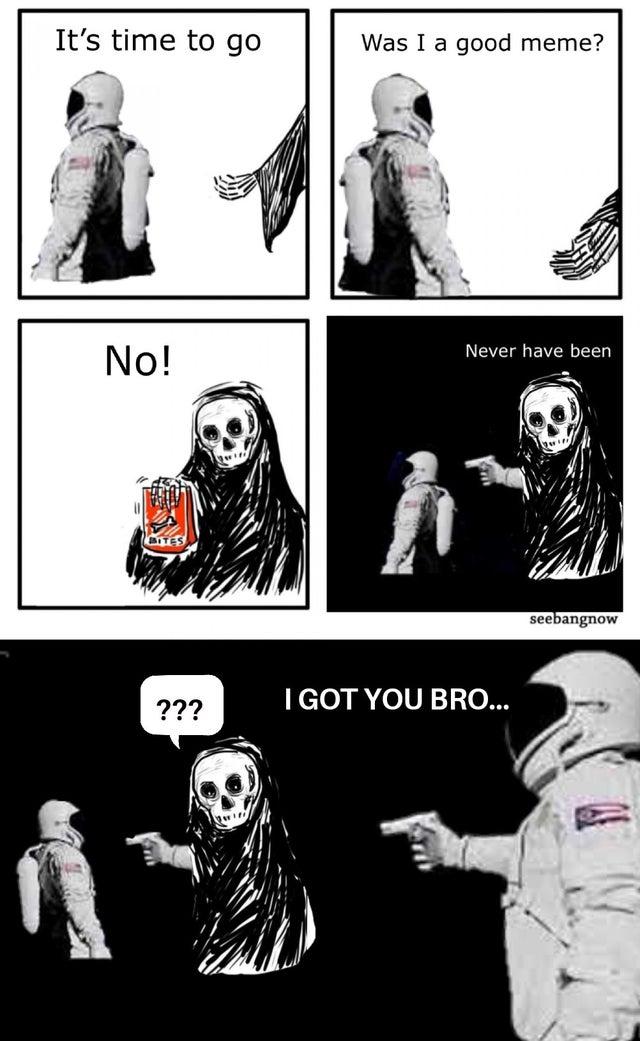 It's time to go
Was I a good meme?
No!
BITES
Never have been
seebangnow
???
I GOT YOU BRO...